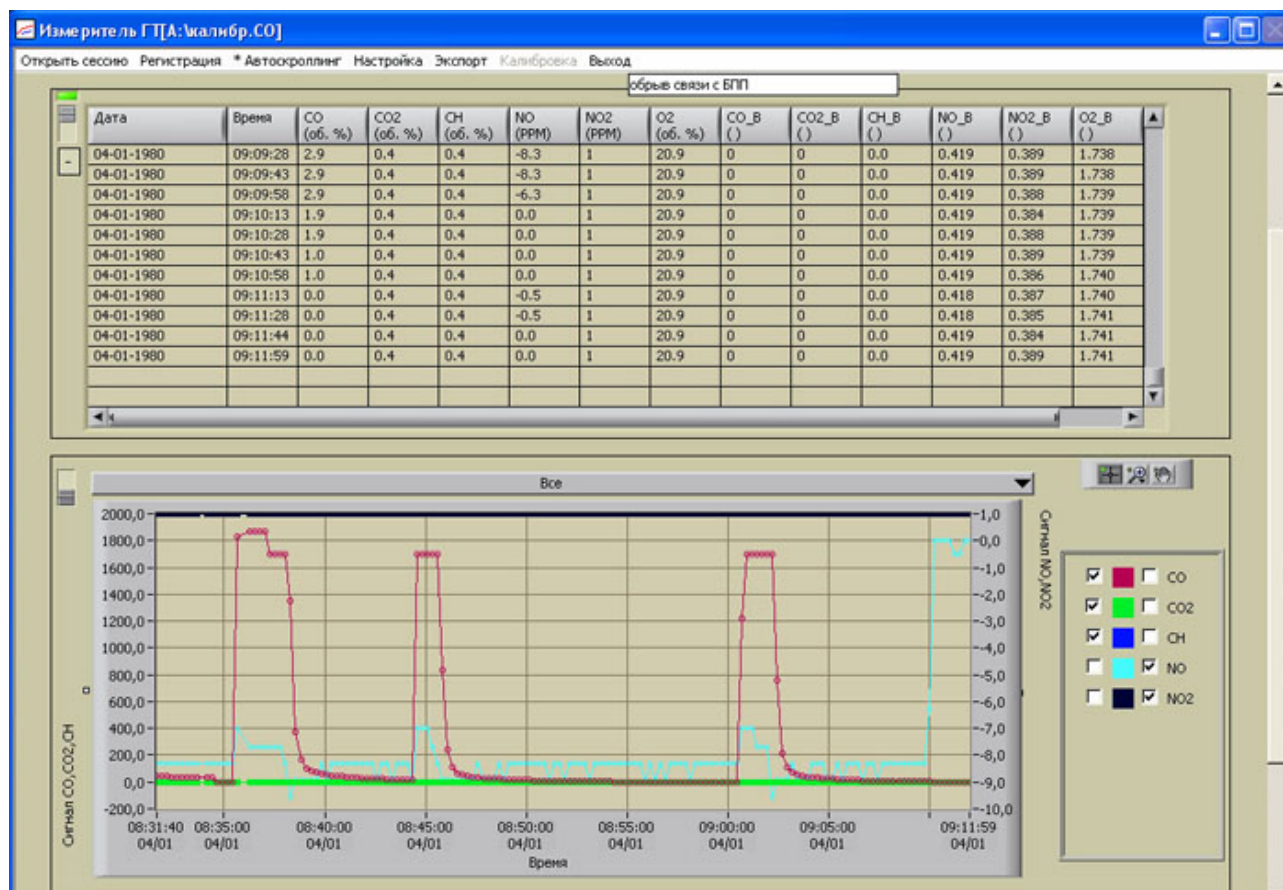 Измеритель ГТ[A:\калибр.CO]
Открыть сессию Регистрация * Автоскроллинг Настройка Экспорт Калибровка Выход
обрыв связи с БПП
Дата Время CO (об. %) CO2 (об. %) CH (об. %) NO (PPM) NO2 (PPM) O2 (об. %) CO_B ( ) CO2_B ( ) CH_B ( ) NO_B ( ) NO2_B ( ) O2_B ( )
04-01-1980 09:09:28 2.9 0.4 0.4 -8.3 1 20.9 0 0 0.0 0.419 0.389 1.738
04-01-1980 09:09:43 2.9 0.4 0.4 -8.3 1 20.9 0 0 0.0 0.419 0.389 1.738
04-01-1980 09:09:58 2.9 0.4 0.4 -6.3 1 20.9 0 0 0.0 0.419 0.388 1.739
04-01-1980 09:10:13 1.9 0.4 0.4 0.0 1 20.9 0 0 0.0 0.419 0.384 1.739
04-01-1980 09:10:28 1.9 0.4 0.4 0.0 1 20.9 0 0 0.0 0.419 0.388 1.739
04-01-1980 09:10:43 1.0 0.4 0.4 0.0 1 20.9 0 0 0.0 0.419 0.389 1.739
04-01-1980 09:10:58 1.0 0.4 0.4 0.0 1 20.9 0 0 0.0 0.419 0.386 1.740
04-01-1980 09:11:13 0.0 0.4 0.4 -0.5 1 20.9 0 0 0.0 0.418 0.387 1.740
04-01-1980 09:11:28 0.0 0.4 0.4 -0.5 1 20.9 0 0 0.0 0.418 0.385 1.741
04-01-1980 09:11:44 0.0 0.4 0.4 0.0 1 20.9 0 0 0.0 0.419 0.384 1.741
04-01-1980 09:11:59 0.0 0.4 0.4 0.0 1 20.9 0 0 0.0 0.419 0.389 1.741
Все
2000,0 1,0
1800,0 -0,0
1600,0 -1,0
1400,0 -2,0
1200,0 -3,0
1000,0 -4,0
800,0 -5,0
600,0 -6,0
400,0 -7,0
200,0 -8,0
0,0 -9,0
-200,0 -10,0
Сигнал CO,CO2,CH
Сигнал NO,NO2
08:31:40 08:35:00 08:40:00 08:45:00 08:50:00 08:55:00 09:00:00 09:05:00 09:11:59
04/01 04/01 04/01 04/01 04/01 04/01 04/01 04/01 04/01
Время
CO
CO2
CH
NO
NO2